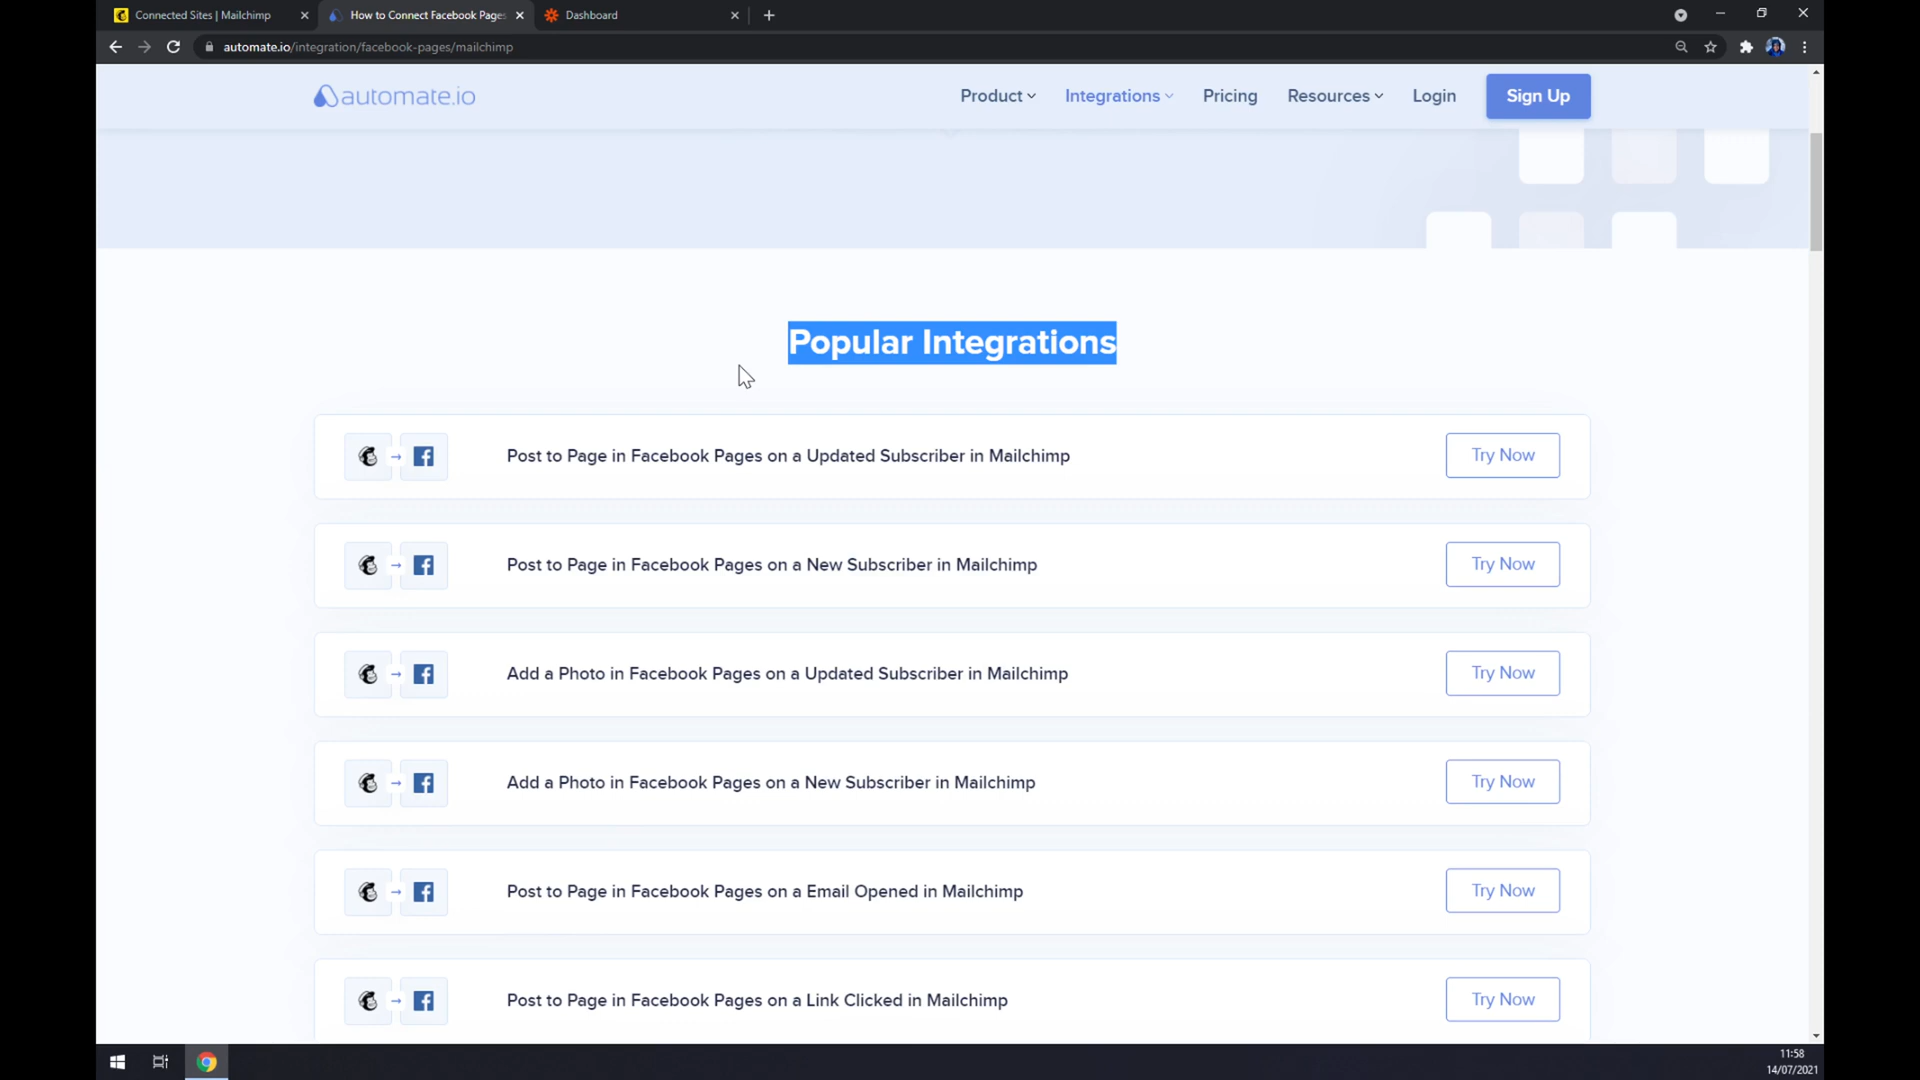 Connected Sites | Mailchimp
How to Connect Facebook Pages
Dashboard
automate.io/integration/facebook-pages/mailchimp
automate.io
Product
Integrations
Pricing
Resources
Login
Sign Up
Popular Integrations
Post to Page in Facebook Pages on a Updated Subscriber in Mailchimp
Try Now
Post to Page in Facebook Pages on a New Subscriber in Mailchimp
Try Now
Add a Photo in Facebook Pages on a Updated Subscriber in Mailchimp
Try Now
Add a Photo in Facebook Pages on a New Subscriber in Mailchimp
Try Now
Post to Page in Facebook Pages on a Email Opened in Mailchimp
Try Now
Post to Page in Facebook Pages on a Link Clicked in Mailchimp
Try Now
11:58
14/07/2021